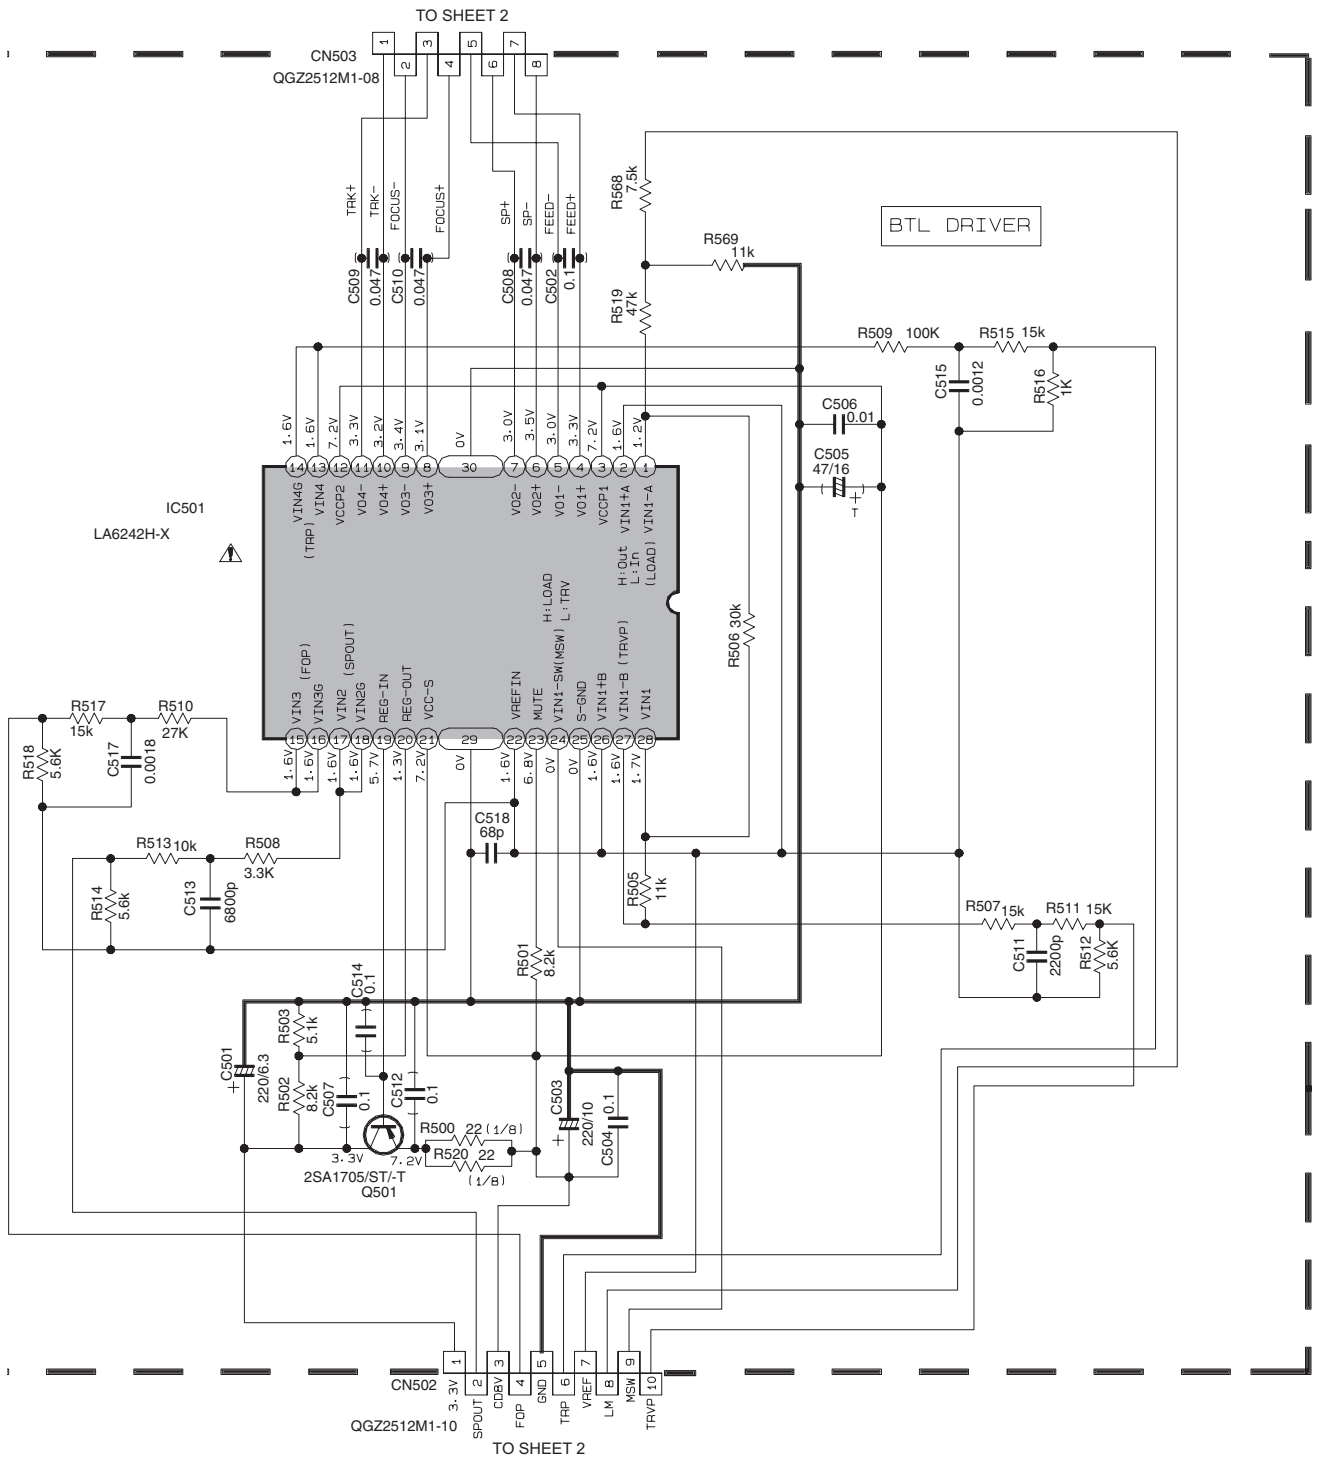 TO SHEET 2
CN503
QGZ2512M1-08
1 3 5 7
2 4 6 8
TRK+
TRK-
FOCUS-
FOCUS+
SP+
SP-
FEED-
FEED+
C509
0.047
C510
0.047
C508
0.047
C502
0.1
R568
7.5k
R569
11k
R519
47k
BTL DRIVER
R509 100K
R515 15k
C515
0.0012
R516
1K
C506
0.01
C505
47/16
+
T
1.6V
1.6V
7.2V
3.3V
3.2V
3.4V
3.1V
0V
3.0V
3.5V
3.0V
3.3V
7.2V
1.6V
1.2V
14 13 12 11 10 9 8 30 7 6 5 4 3 2 1
IC501
LA6242H-X
VIN4G
VIN4
(TRP)
VCCP2
VO4-
VO4+
VO3-
VO3+
VO2-
VO2+
VO1-
VO1+
VCCP1
VIN1+A
VIN1-A
H:Out
L:In
(LOAD)
H:LOAD
L:TRV
R506 30k
VIN3
(FOP)
VIN3G
VIN2
(SPOUT)
VIN2G
REG-IN
REG-OUT
VCC-S
VREFIN
MUTE
VIN1-SW(MSW)
S-GND
VIN1+B
VIN1-B (TRVP)
VIN1
15 16 17 18 19 20 21 29 22 23 24 25 26 27 28
1.6V
1.6V
1.6V
1.6V
5.7V
1.3V
7.2V
0V
1.6V
6.8V
0V
0V
1.6V
1.6V
1.7V
R517
15k
R510
27K
R518
5.6K
C517
0.0018
C518
68p
R513 10k
R508
3.3K
R514
5.6k
C513
6800p
R505
11k
R507 15k
R511 15K
C511
2200p
R512
5.6K
R501
8.2k
C514
0.1
R503
5.1k
C501
220/6.3
+
R502
8.2k
C507
0.1
C512
0.1
C503
220/10
+
C504
0.1
R500 22 (1/8)
R520 22
(1/8)
3.3V
7.2V
2SA1705/ST/-T
Q501
CN502
QGZ2512M1-10
1 3 5 7 9
2 4 6 8 10
3.3V
SPOUT
CD8V
FOP
GND
TRP
VREF
LM
MSW
TRVP
TO SHEET 2